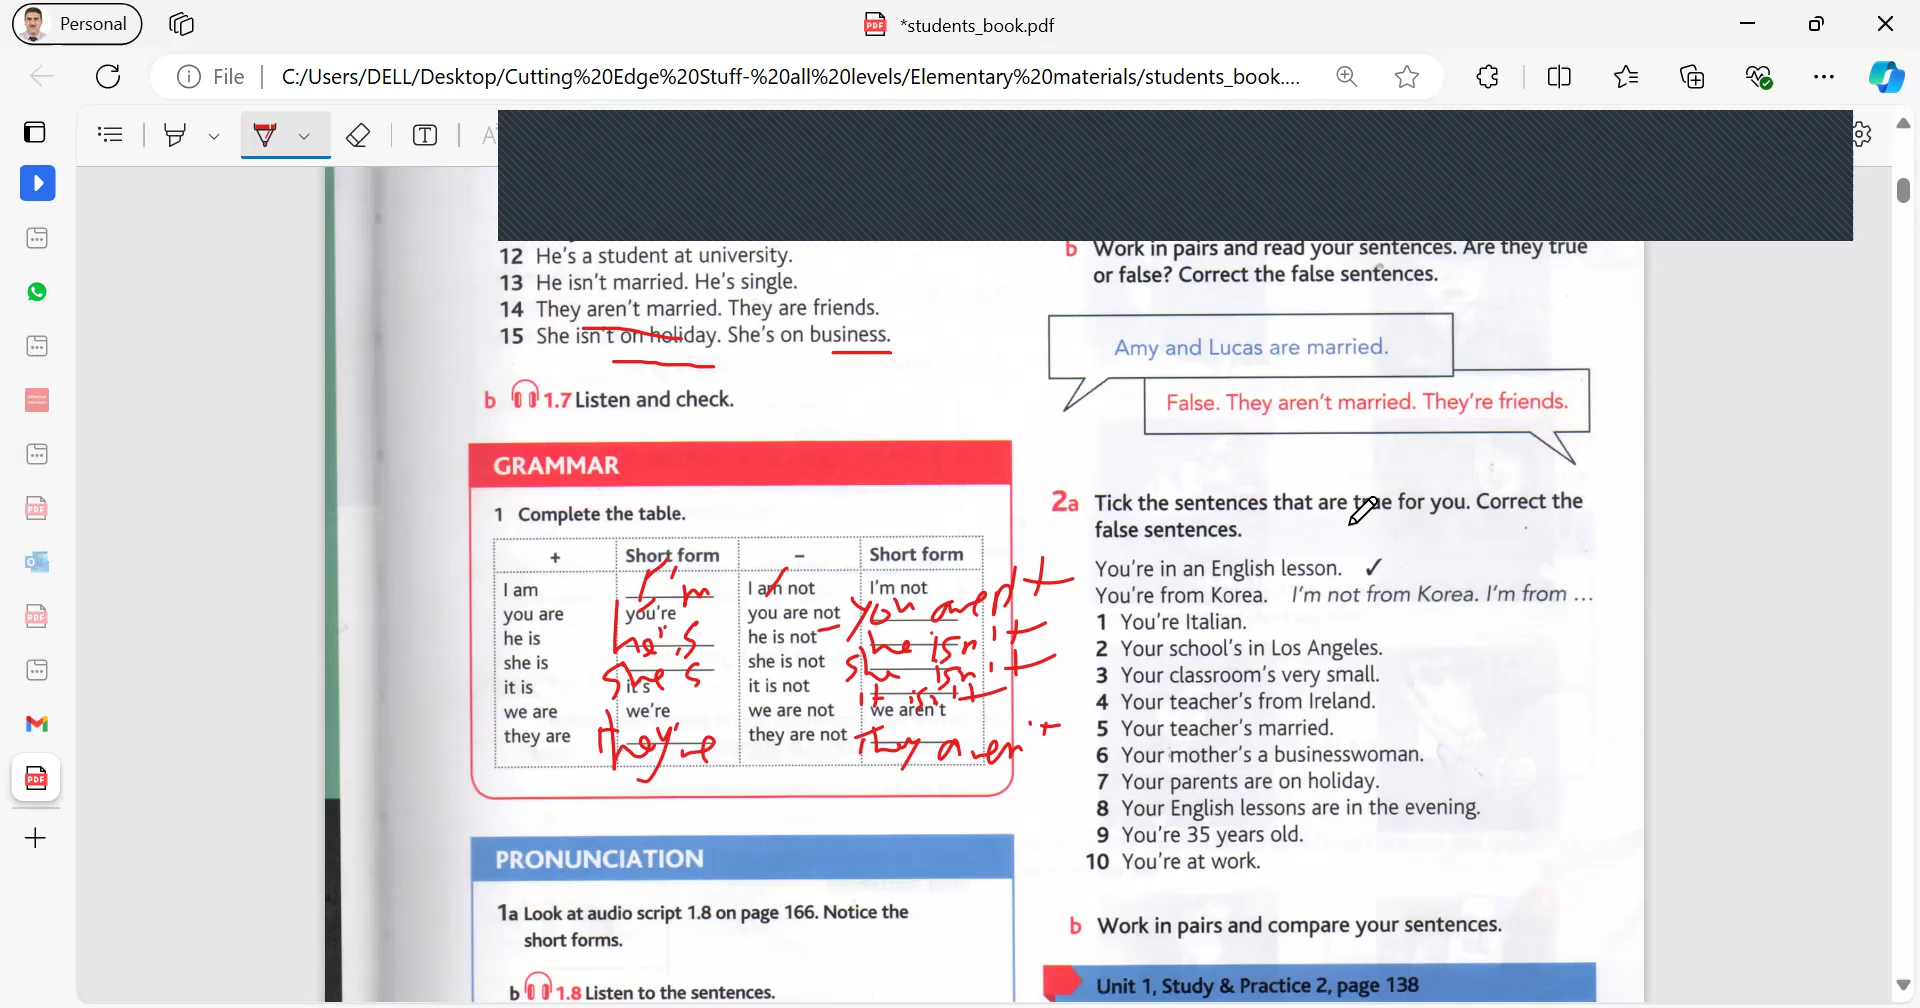 Personal
*students_book.pdf
File
C:/Users/DELL/Desktop/Cutting%20Edge%20Stuff-%20all%20levels/Elementary%20materials/students_book....
12 He's a student at university.
13 He isn't married. He's single.
14 They aren't married. They are friends.
15 She isn't on holiday. She's on business.
b 1.7 Listen and check.
GRAMMAR
1 Complete the table.
+ Short form – Short form
I am I'm I am not I'm not
you are you're you are not you aren't
he is he's he is not he isn't
she is she's she is not she isn't
it is it's it is not it isn't
we are we're we are not we aren't
they are they're they are not they aren't
PRONUNCIATION
1a Look at audio script 1.8 on page 166. Notice the
short forms.
b 1.8 Listen to the sentences.
b Work in pairs and read your sentences. Are they true
or false? Correct the false sentences.
Amy and Lucas are married.
False. They aren't married. They're friends.
2a Tick the sentences that are true for you. Correct the
false sentences.
You're in an English lesson. ✓
You're from Korea. I'm not from Korea. I'm from ...
1 You're Italian.
2 Your school's in Los Angeles.
3 Your classroom's very small.
4 Your teacher's from Ireland.
5 Your teacher's married.
6 Your mother's a businesswoman.
7 Your parents are on holiday.
8 Your English lessons are in the evening.
9 You're 35 years old.
10 You're at work.
b Work in pairs and compare your sentences.
Unit 1, Study & Practice 2, page 138